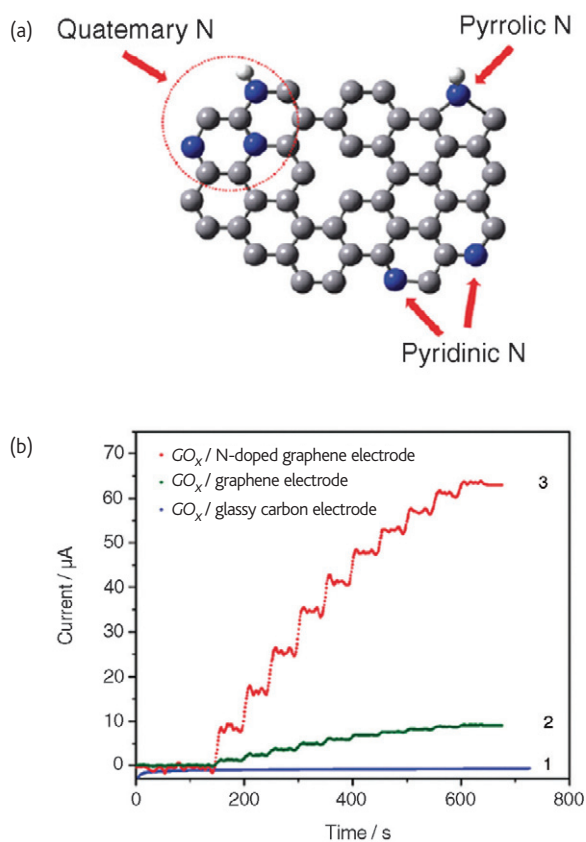 (a)
Quatemary N
Pyrrolic N
Pyridinic N
(b)
70
60
50
40
30
20
10
0
Current / μA
GOx / N-doped graphene electrode
GOx / graphene electrode
GOx / glassy carbon electrode
3
2
1
0
200
400
600
800
Time / s